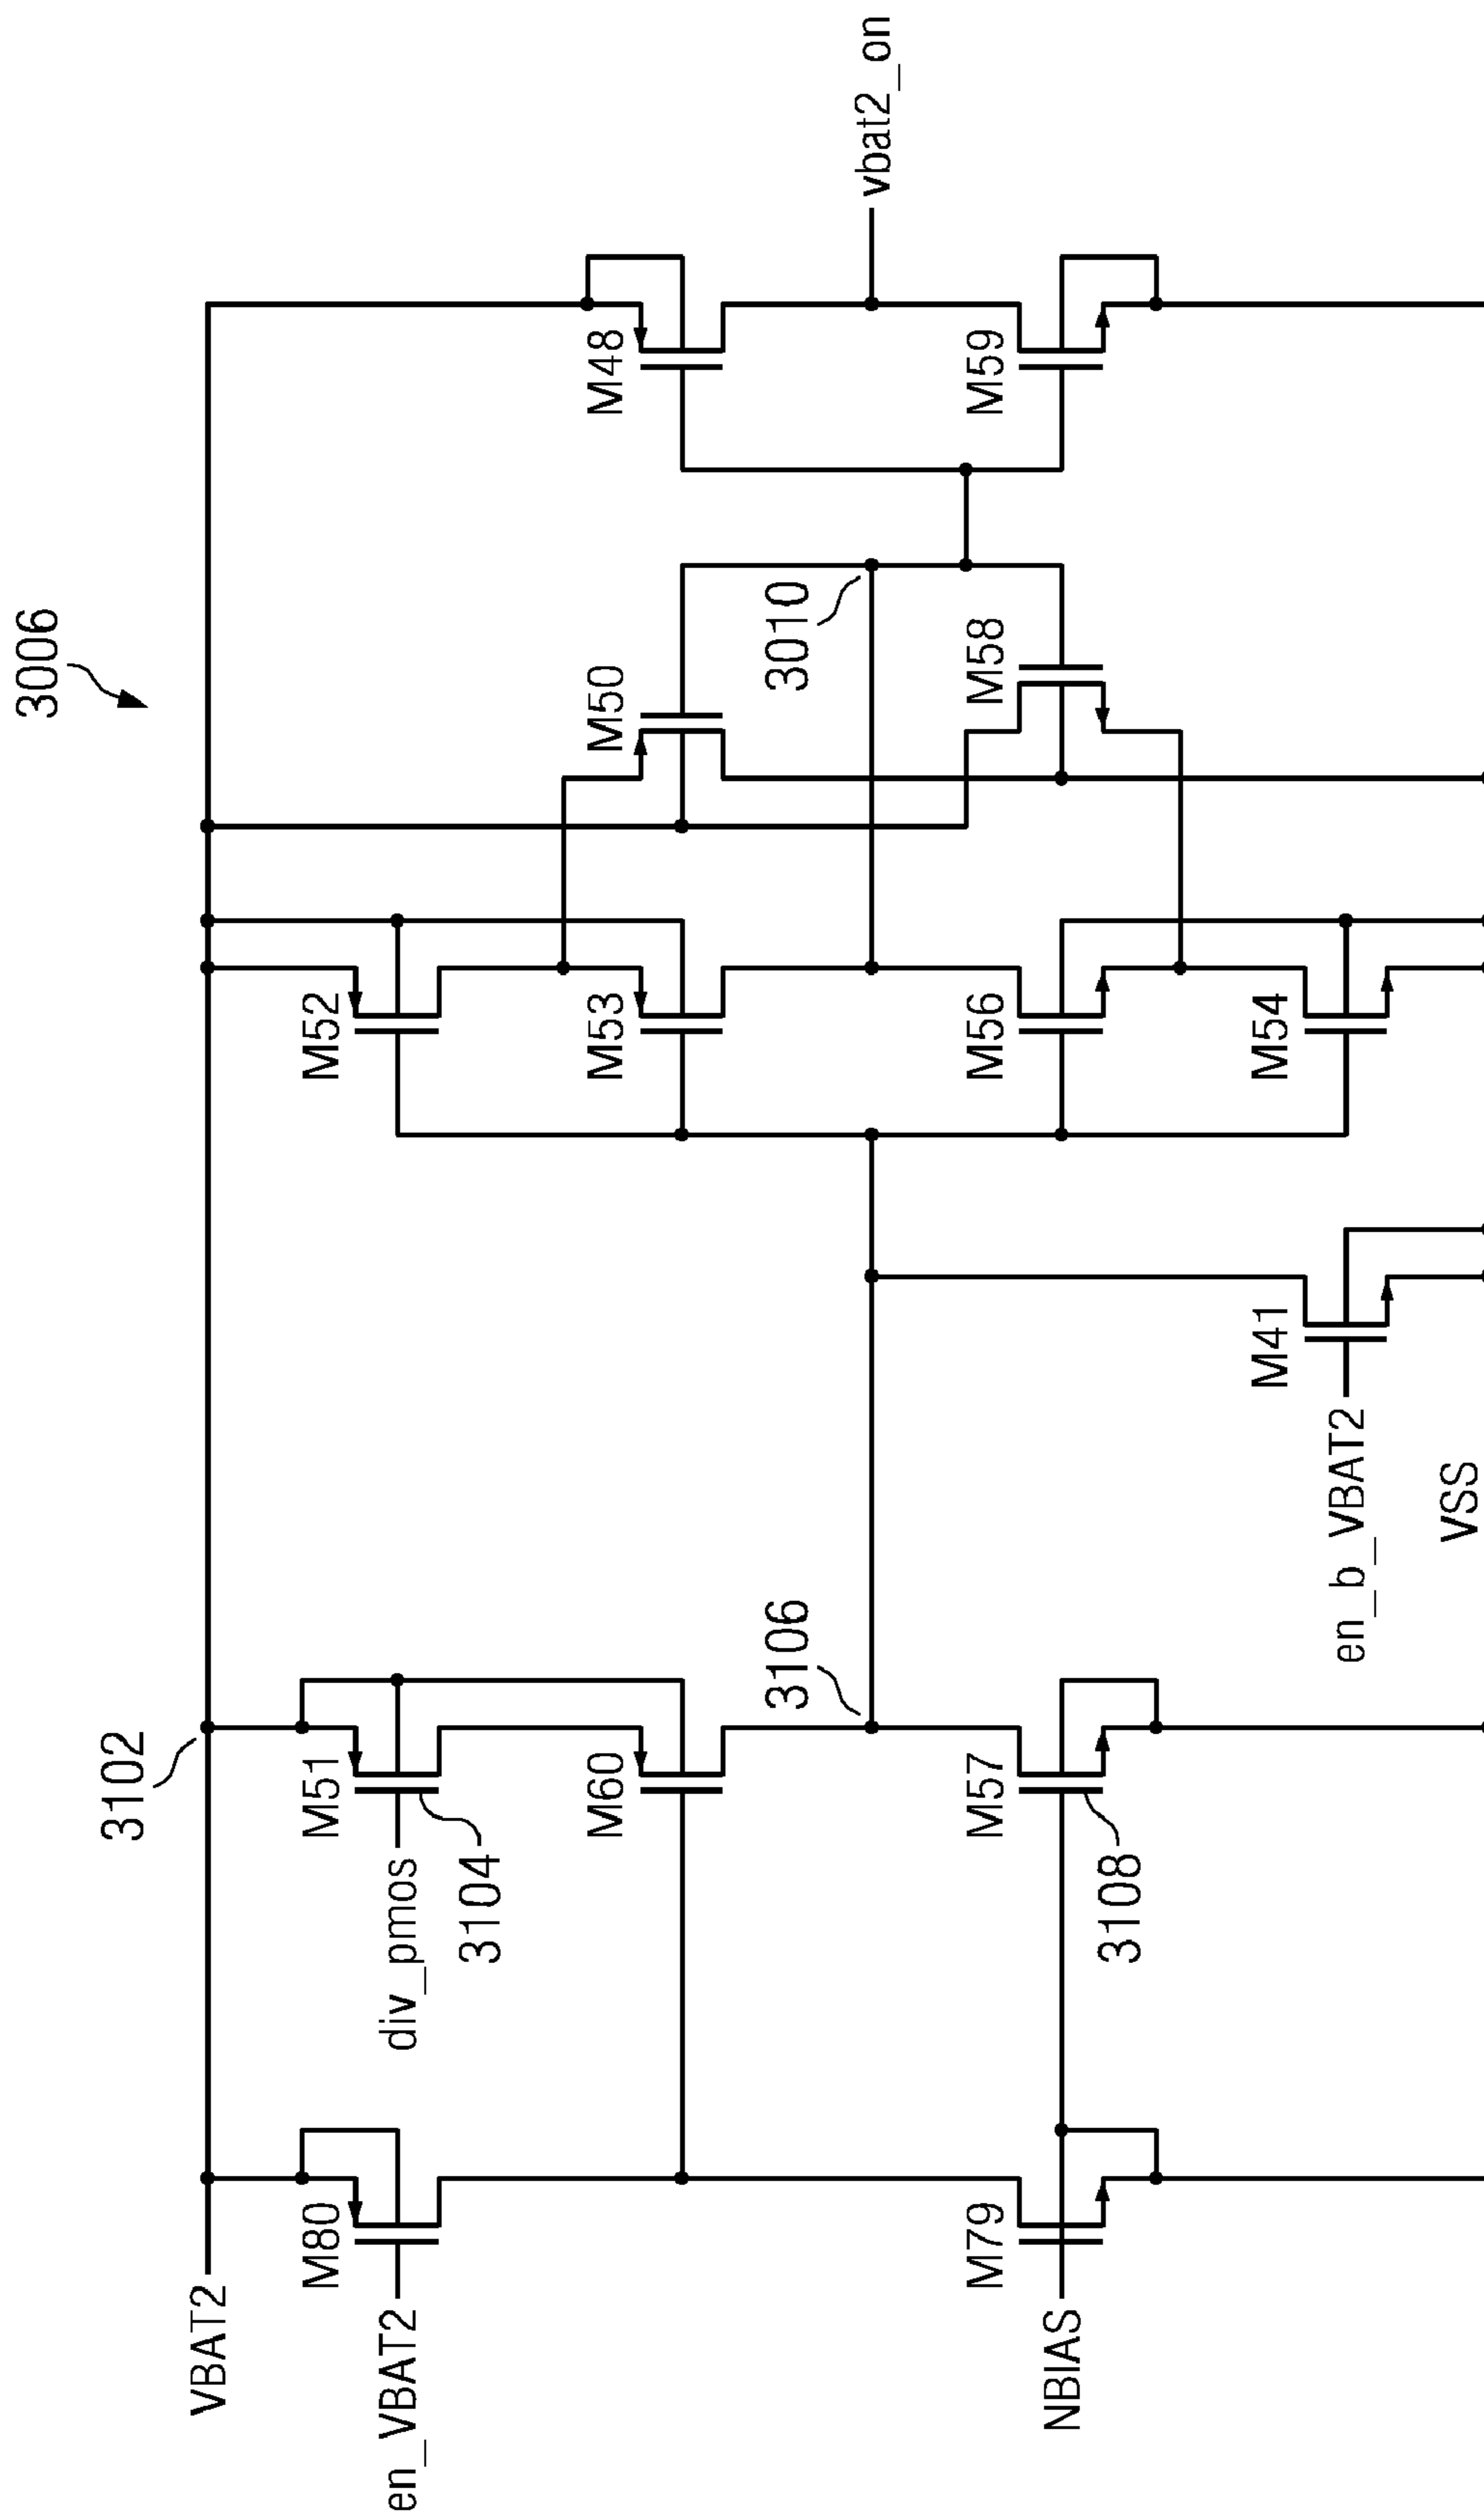 3006
VBAT2
3102
M80
en_VBAT2
M51
div_pmos
3104
M60
M52
M53
M50
M48
3106
3010
vbat2_on
NBIAS
M79
M57
3108
M56
M58
M59
M54
M41
en_b_VBAT2
VSS